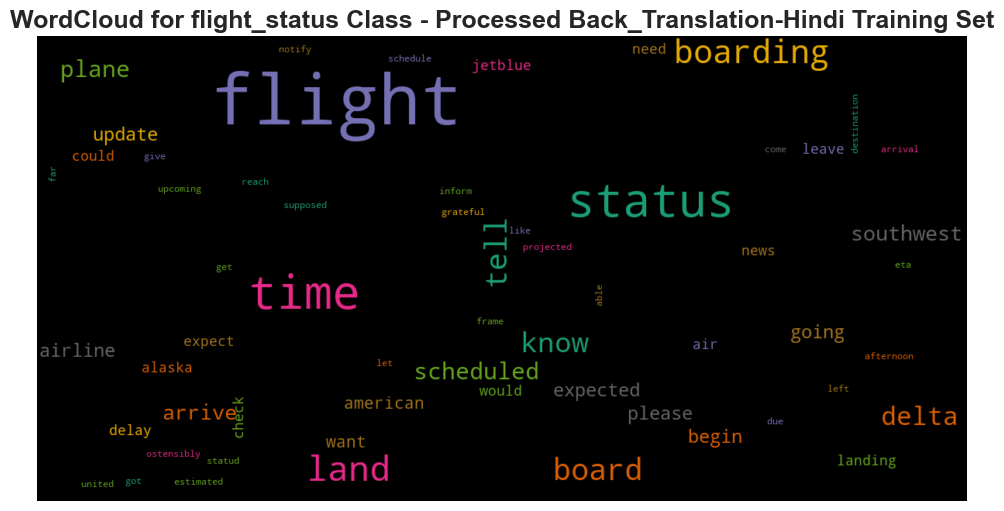 WordCloud for flight_status Class - Processed Back_Translation-Hindi Training Set
notify
schedule
need
boarding
plane
jetblue
flight
destination
update
could
give
come
leave
arrival
far
upcoming
reach
inform
status
supposed
grateful
like
tell
projected
news
southwest
get
eta
time
able
frame
know
air
going
airline
expect
afternoon
alaska
let
scheduled
would
expected
left
arrive
check
american
please
delta
delay
want
begin
due
ostensibly
statud
land
board
landing
united
got
estimated